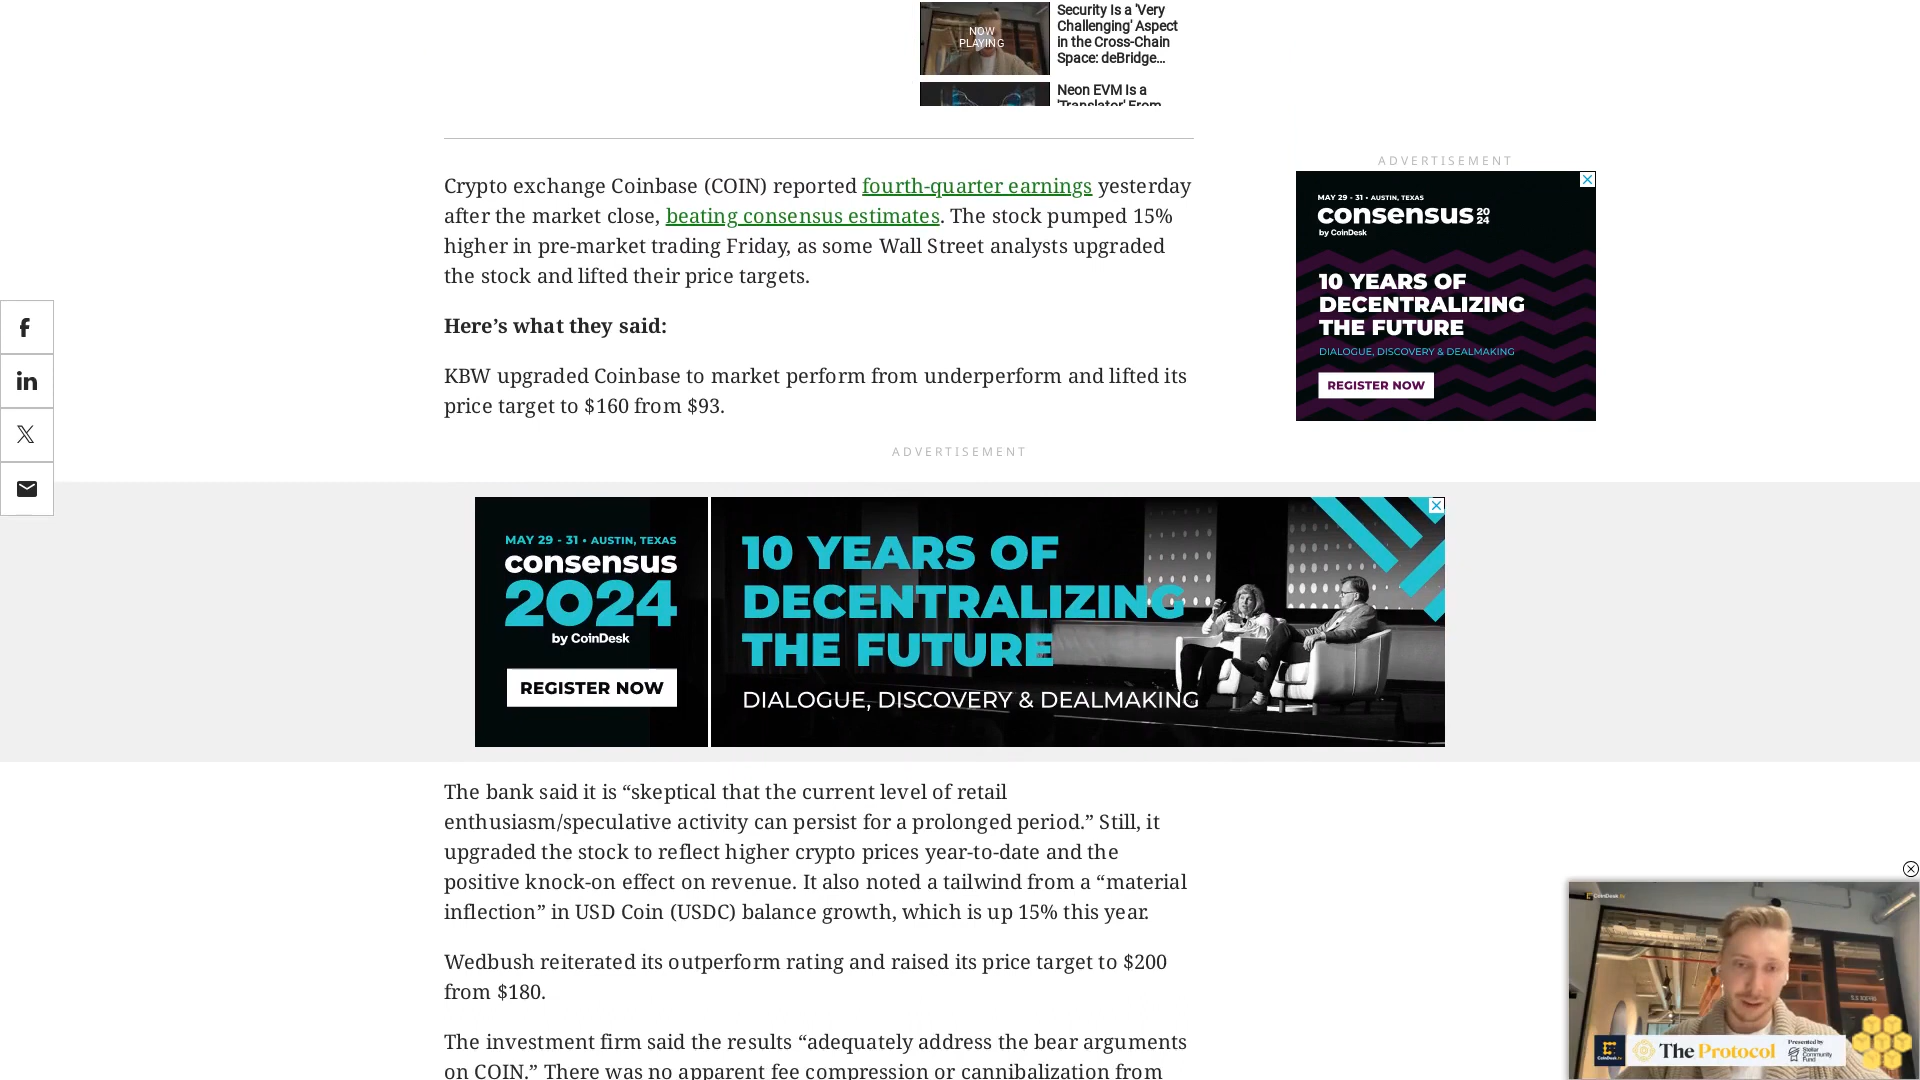 Security Is a 'Very
Challenging' Aspect
in the Cross-Chain
Space: deBridge...
NOW
PLAYING
Neon EVM Is a
'Translator' From
ADVERTISEMENT
Crypto exchange Coinbase (COIN) reported fourth-quarter earnings yesterday
after the market close, beating consensus estimates. The stock pumped 15%
higher in pre-market trading Friday, as some Wall Street analysts upgraded
the stock and lifted their price targets.
Here’s what they said:
KBW upgraded Coinbase to market perform from underperform and lifted its
price target to $160 from $93.
MAY 29 - 31 • AUSTIN, TEXAS
consensus 20
24
by CoinDesk
10 YEARS OF
DECENTRALIZING
THE FUTURE
DIALOGUE, DISCOVERY & DEALMAKING
REGISTER NOW
ADVERTISEMENT
MAY 29 - 31 • AUSTIN, TEXAS
consensus
2024
by CoinDesk
REGISTER NOW
10 YEARS OF
DECENTRALIZING
THE FUTURE
DIALOGUE, DISCOVERY & DEALMAKING
The bank said it is “skeptical that the current level of retail
enthusiasm/speculative activity can persist for a prolonged period.” Still, it
upgraded the stock to reflect higher crypto prices year-to-date and the
positive knock-on effect on revenue. It also noted a tailwind from a “material
inflection” in USD Coin (USDC) balance growth, which is up 15% this year.
Wedbush reiterated its outperform rating and raised its price target to $200
from $180.
The investment firm said the results “adequately address the bear arguments
on COIN.” There was no apparent fee compression or cannibalization from
CoinDesk.tv
The Protocol
Presented by
Stellar
Community
Fund
CoinDesk.tv